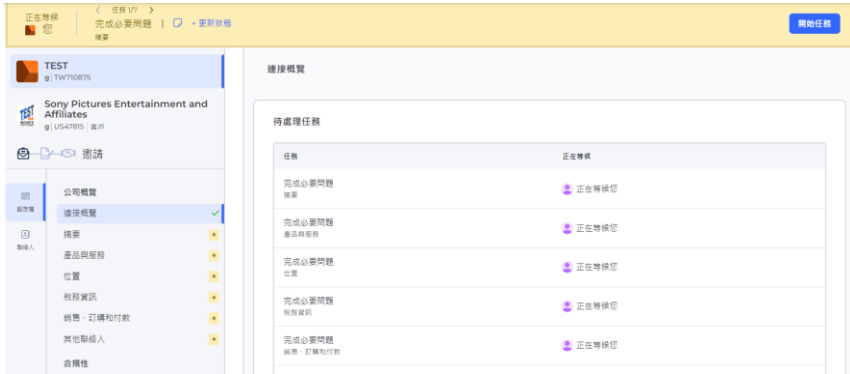 正在等候
您
任務 1/7
完成必要問題
+ 更新狀態
摘要
開始任務
TEST
g | TW710875
Sony Pictures Entertainment and
Affiliates
g | US47815 | 客戶
邀請
設定檔
聯絡人
公司概覽
連接概覽
摘要
產品與服務
位置
稅務資訊
銷售、訂購和付款
其他聯絡人
合規性
連接概覽
待處理任務
任務 正在等候
完成必要問題
摘要
正在等候您
完成必要問題
產品與服務
正在等候您
完成必要問題
位置
正在等候您
完成必要問題
稅務資訊
正在等候您
完成必要問題
銷售、訂購和付款
正在等候您